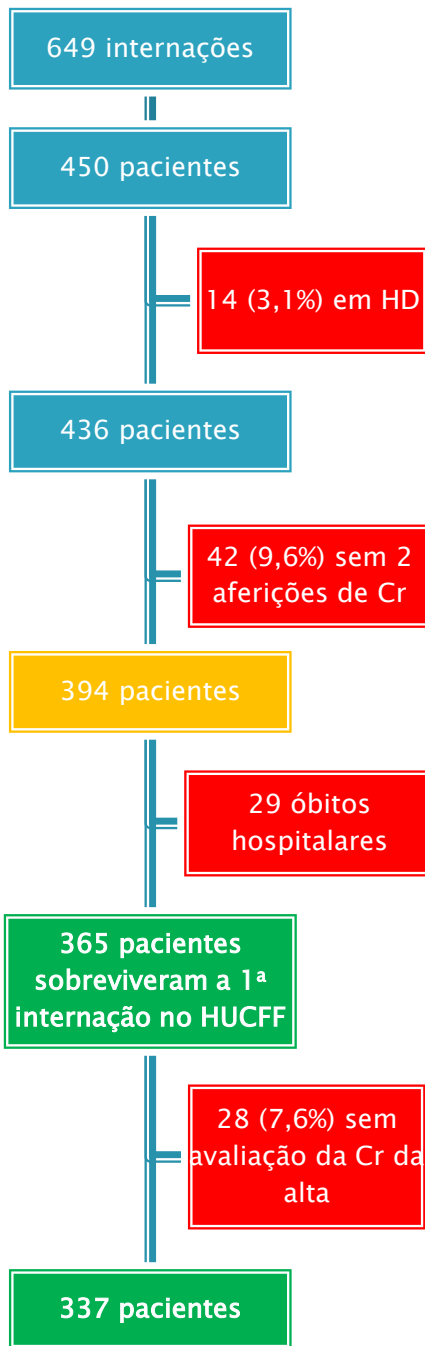 649 internações
450 pacientes
14 (3,1%) em HD
436 pacientes
42 (9,6%) sem 2
aferições de Cr
394 pacientes
29 óbitos
hospitalares
365 pacientes
sobreviveram a 1ª
internação no HUCFF
28 (7,6%) sem
avaliação da Cr da
alta
337 pacientes